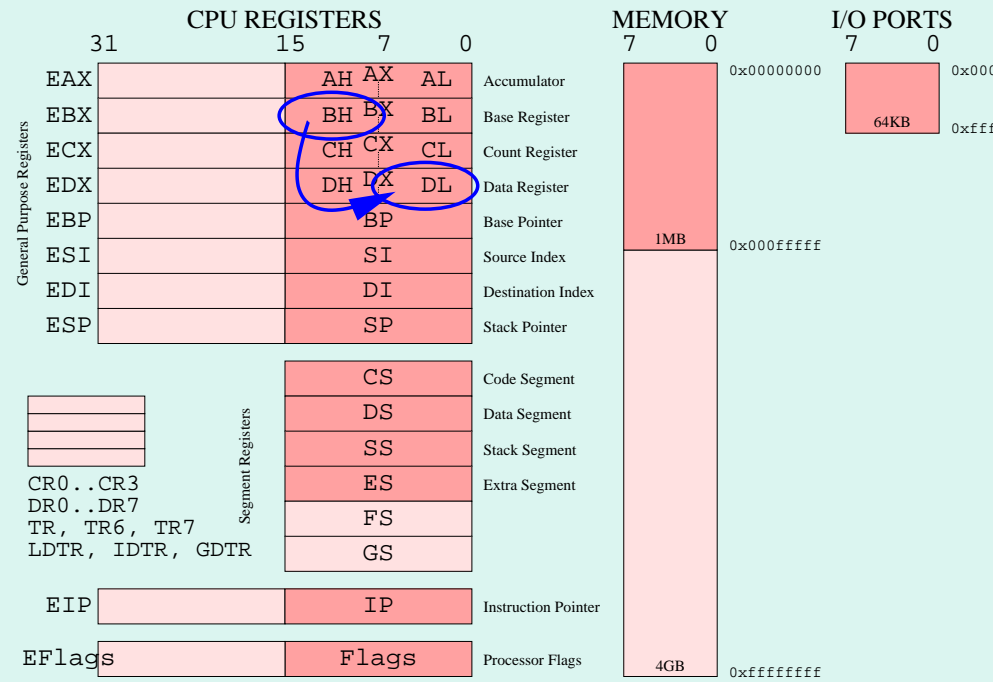 CPU REGISTERS MEMORY I/O PORTS
31 15 7 0 7 0 7 0
EAX AH AX AL Accumulator 0x00000000 0x000
EBX BH BX BL Base Register 64KB 0xfff
ECX CH CX CL Count Register
EDX DH DX DL Data Register
EBP BP Base Pointer 1MB
ESI SI Source Index 0x000fffff
EDI DI Destination Index
ESP SP Stack Pointer
General Purpose Registers
CS Code Segment
DS Data Segment
SS Stack Segment
ES Extra Segment
FS
GS
Segment Registers
CR0..CR3
DR0..DR7
TR, TR6, TR7
LDTR, IDTR, GDTR
EIP IP Instruction Pointer
EFlags Flags Processor Flags 4GB 0xffffffff